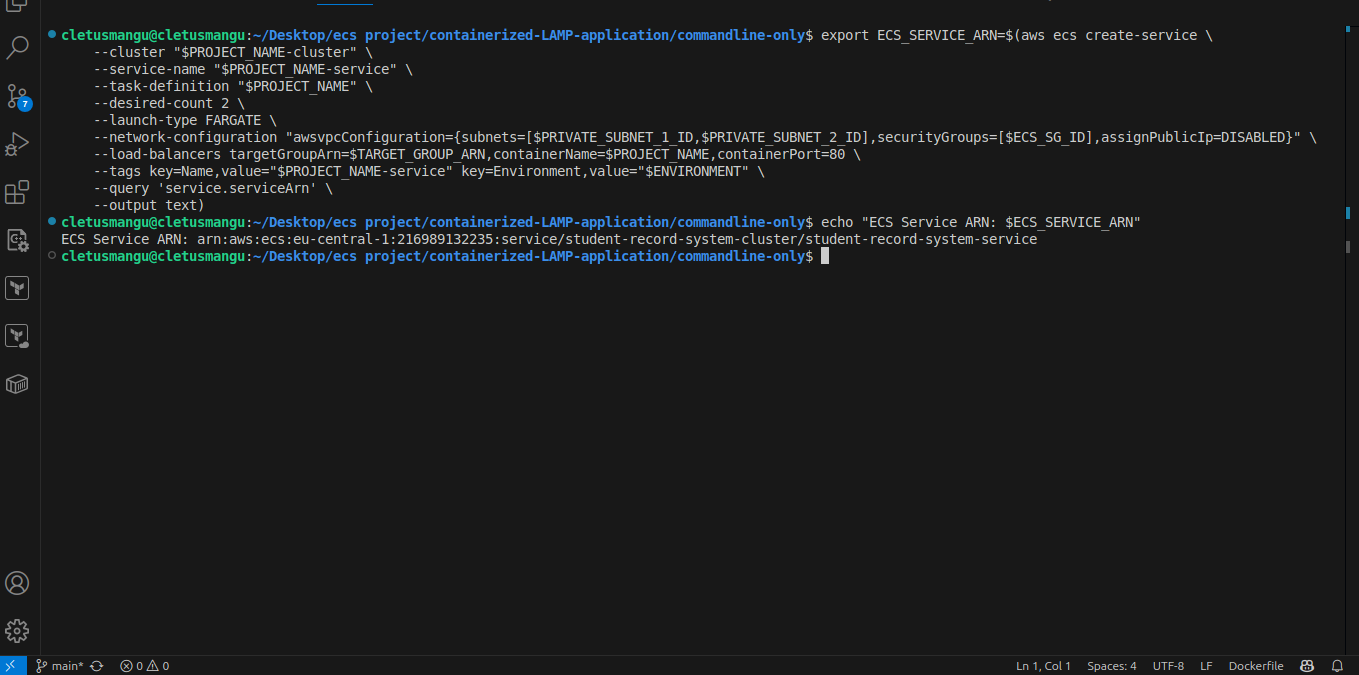 cletusmangu@cletusmangu:~/Desktop/ecs project/containerized-LAMP-application/commandline-only$ export ECS_SERVICE_ARN=$(aws ecs create-service \
    --cluster "$PROJECT_NAME-cluster" \
    --service-name "$PROJECT_NAME-service" \
    --task-definition "$PROJECT_NAME" \
    --desired-count 2 \
    --launch-type FARGATE \
    --network-configuration "awsvpcConfiguration={subnets=[$PRIVATE_SUBNET_1_ID,$PRIVATE_SUBNET_2_ID],securityGroups=[$ECS_SG_ID],assignPublicIp=DISABLED}" \
    --load-balancers targetGroupArn=$TARGET_GROUP_ARN,containerName=$PROJECT_NAME,containerPort=80 \
    --tags key=Name,value="$PROJECT_NAME-service" key=Environment,value="$ENVIRONMENT" \
    --query 'service.serviceArn' \
    --output text)
cletusmangu@cletusmangu:~/Desktop/ecs project/containerized-LAMP-application/commandline-only$ echo "ECS Service ARN: $ECS_SERVICE_ARN"
ECS Service ARN: arn:aws:ecs:eu-central-1:216989132235:service/student-record-system-cluster/student-record-system-service
cletusmangu@cletusmangu:~/Desktop/ecs project/containerized-LAMP-application/commandline-only$
7
main* 0 0 Ln 1, Col 1 Spaces: 4 UTF-8 LF Dockerfile